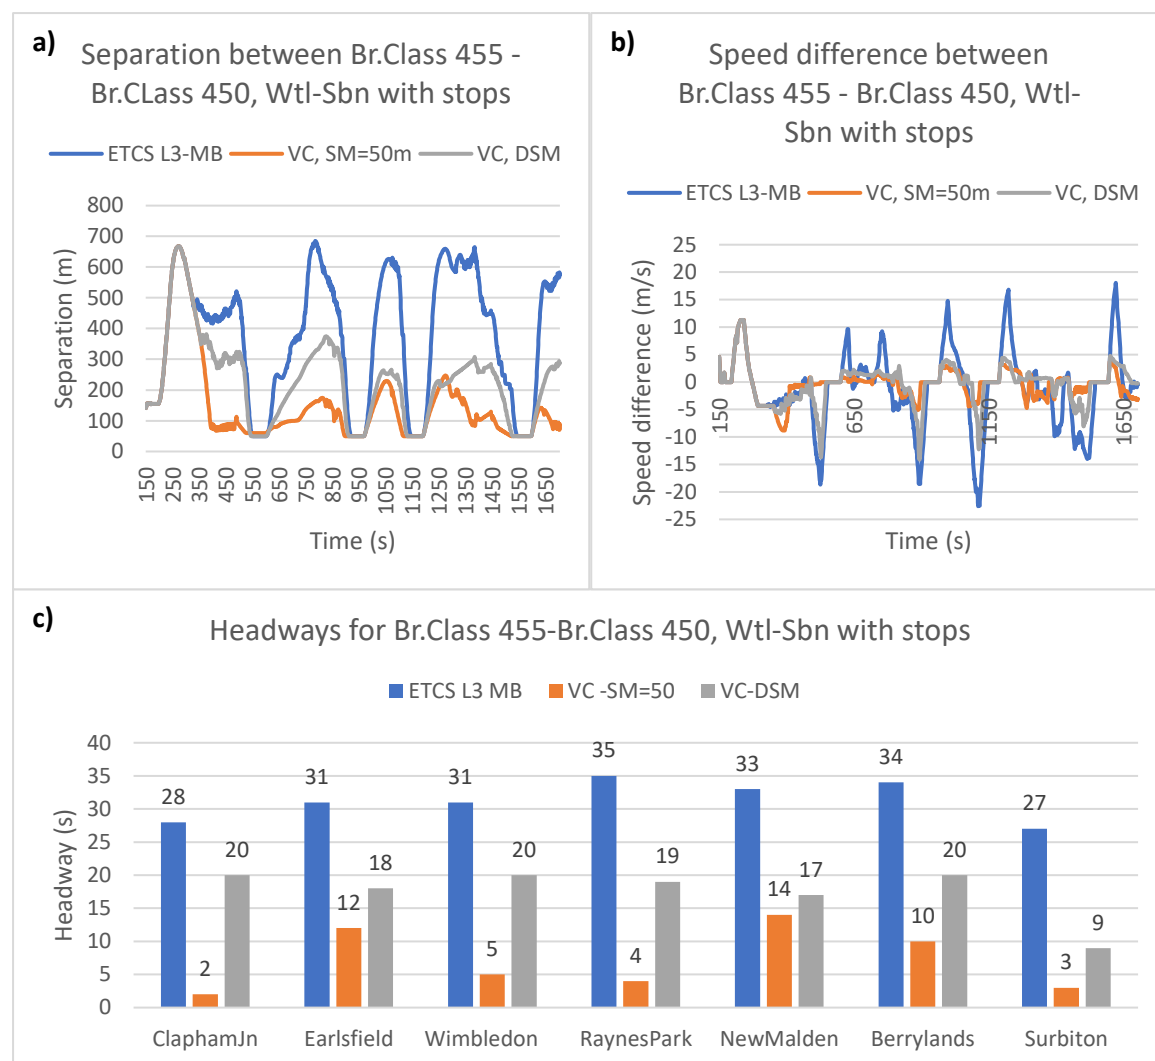 a)
Separation between Br.Class 455 -
Br.CLass 450, Wtl-Sbn with stops
ETCS L3-MB VC, SM=50m VC, DSM
800
700
600
500
400
300
200
100
0
Separation (m)
150 250 350 450 550 650 750 850 950 1050 1150 1250 1350 1450 1550 1650
Time (s)
b)
Speed difference between
Br.Class 455 - Br.Class 450, Wtl-
Sbn with stops
ETCS L3-MB VC, SM=50m VC, DSM
25
20
15
10
5
0
-5
-10
-15
-20
-25
Speed difference (m/s)
150 650 1150 1650
Time (s)
c)
Headways for Br.Class 455-Br.Class 450, Wtl-Sbn with stops
ETCS L3 MB VC -SM=50 VC-DSM
40
35
30
25
20
15
10
5
0
Headway (s)
28 2 20 31 12 18 31 5 20 35 4 19 33 14 17 34 10 20 27 3 9
ClaphamJn Earlsfield Wimbledon RaynesPark NewMalden Berrylands Surbiton